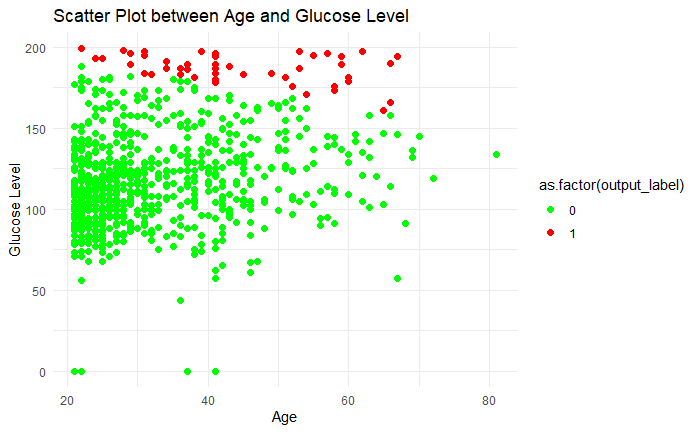 Scatter Plot between Age and Glucose Level
Glucose Level
200
150
100
50
0
20
40
60
80
Age
as.factor(output_label)
0
1